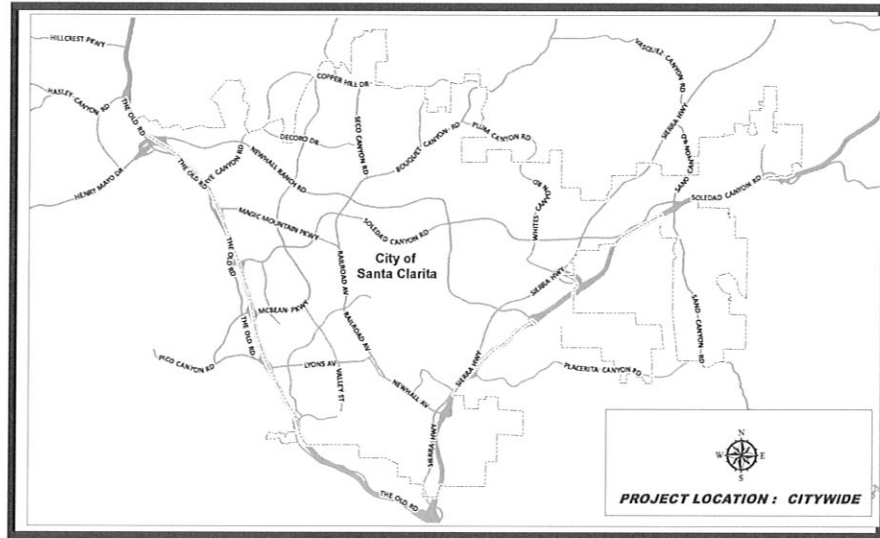 HILLCREST PKWY
VASQUEZ CANYON RD
COPPER HILL DR
HASLEY CANYON RD
THE OLD RD
SECO CANYON RD
SIERRA HWY
DECORO DR
BOUQUET CANYON RD
PLUM CANYON RD
NEWHALL RANCH RD
THE OLD RD
HENRY MAYO DR
SAND CANYON RD
SOLEDAD CANYON RD
WHITES CANYON RD
MAGIC MOUNTAIN PKWY
SOLEDAD CANYON RD
THE OLD RD
RAILROAD AV
City of
Santa Clarita
SIERRA HWY
MCBEAN PKWY
RAILROAD AV
THE OLD RD
SAND CANYON RD
PICO CANYON RD
LYONS AV
VALLEY ST
SIERRA HWY
PLACERITA CANYON RD
NEWHALL AV
SIERRA HWY
THE OLD RD
N
W E
S
PROJECT LOCATION : CITYWIDE